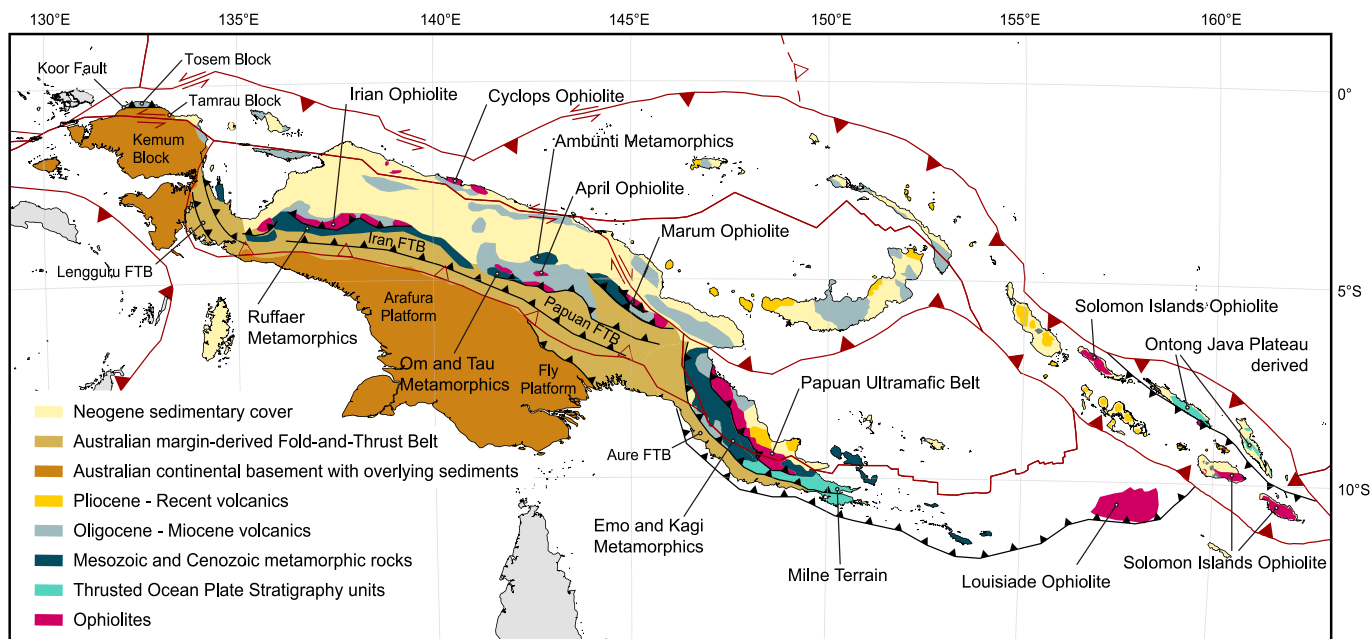 130°E
135°E
140°E
145°E
150°E
155°E
160°E
Koor Fault
Tosem Block
Tamrau Block
Irian Ophiolite
Cyclops Ophiolite
0°
Kemum
Block
Ambunti Metamorphics
April Ophiolite
Marum Ophiolite
Iran FTB
Lengguru FTB
Ruffaer
Metamorphics
Arafura
Platform
Papuan FTB
5°S
Solomon Islands Ophiolite
Ontong Java Plateau
derived
Om and Tau
Metamorphics
Fly
Platform
Papuan Ultramafic Belt
Neogene sedimentary cover
Australian margin-derived Fold-and-Thrust Belt
Australian continental basement with overlying sediments
Pliocene - Recent volcanics
Oligocene - Miocene volcanics
Mesozoic and Cenozoic metamorphic rocks
Thrusted Ocean Plate Stratigraphy units
Ophiolites
Aure FTB
10°S
Emo and Kagi
Metamorphics
Milne Terrain
Louisiade Ophiolite
Solomon Islands Ophiolite